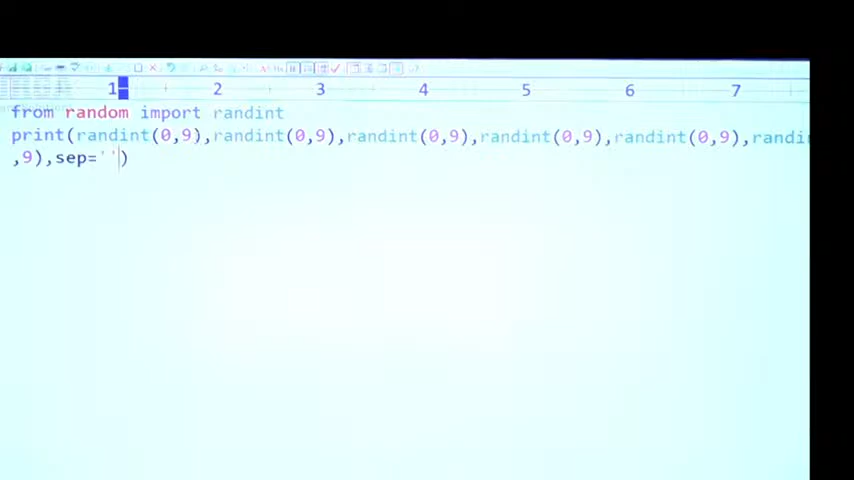 1 2 3 4 5 6 7
from random import randint
print(randint(0,9),randint(0,9),randint(0,9),randint(0,9),randint(0,9),randi
,9),sep='')